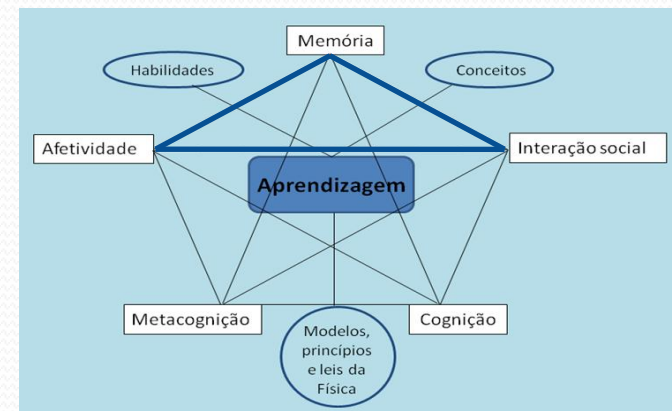 Memória
Habilidades
Conceitos
Afetividade
Interação social
Aprendizagem
Metacognição
Cognição
Modelos,
princípios
e leis da
Física